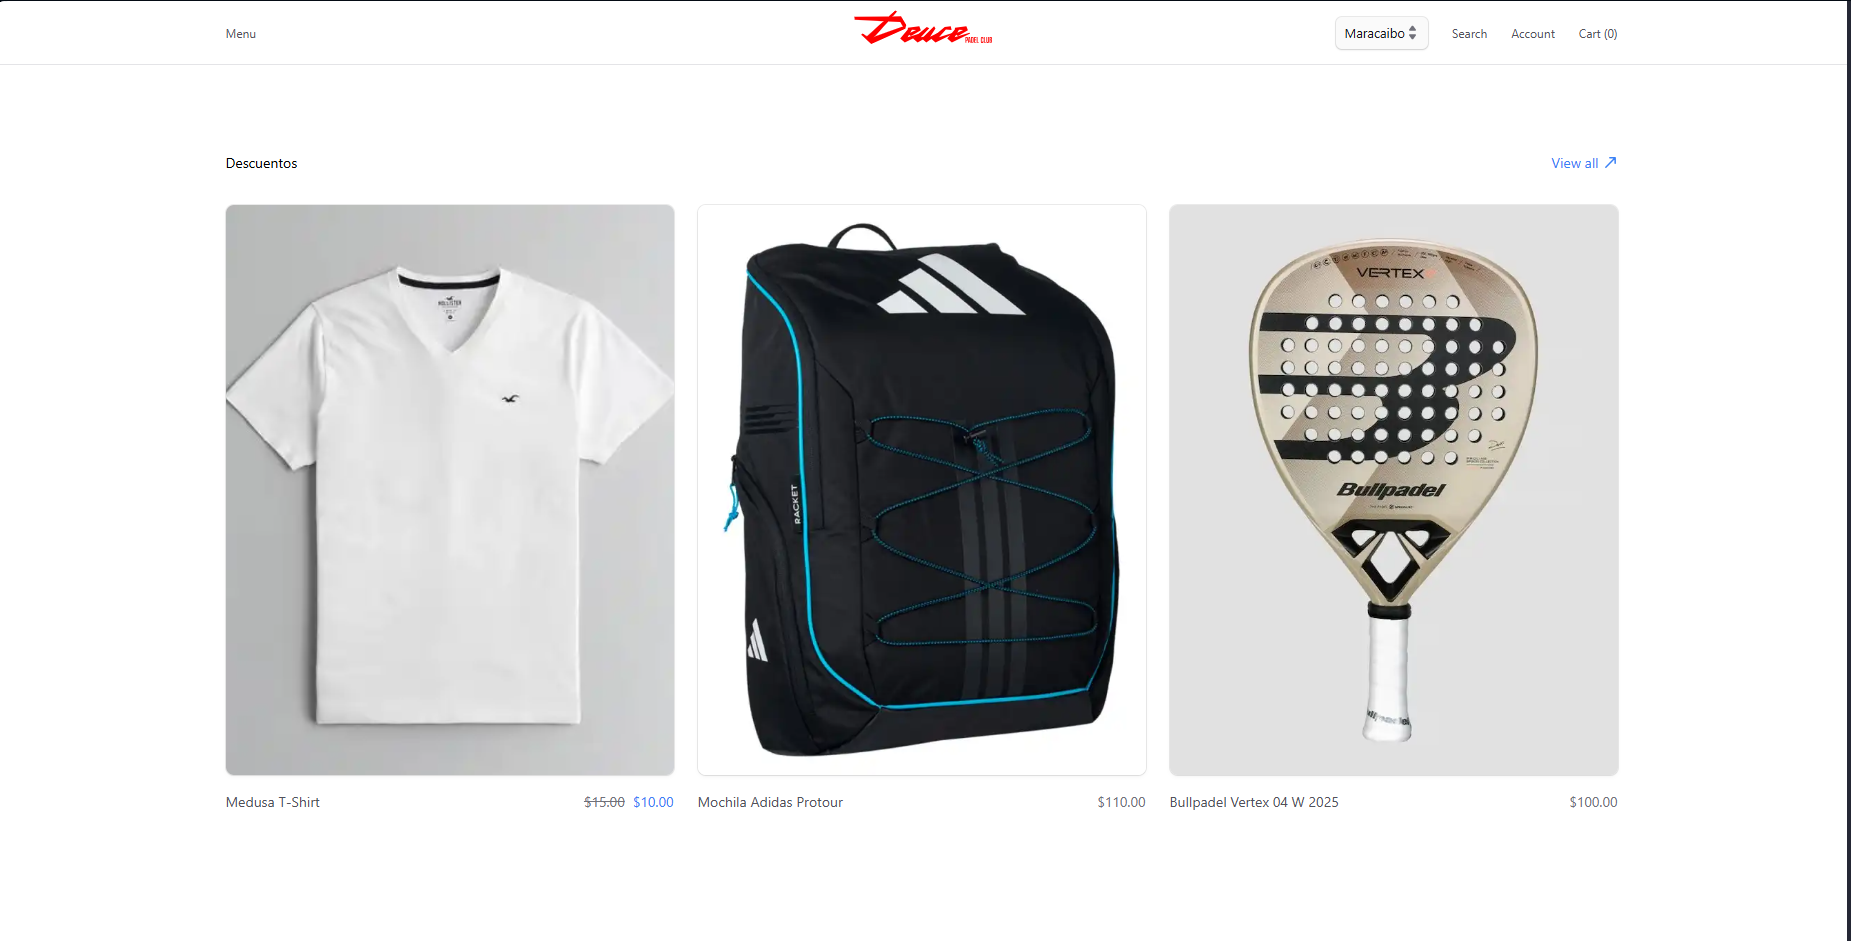 Menu
Deuce
PADEL CLUB
Maracaibo
Search
Account
Cart (0)
Descuentos
View all
HOLLISTER
RACKET
VERTEX
Bullpadel
Medusa T-Shirt
$15.00 $10.00
Mochila Adidas Protour
$110.00
Bullpadel Vertex 04 W 2025
$100.00